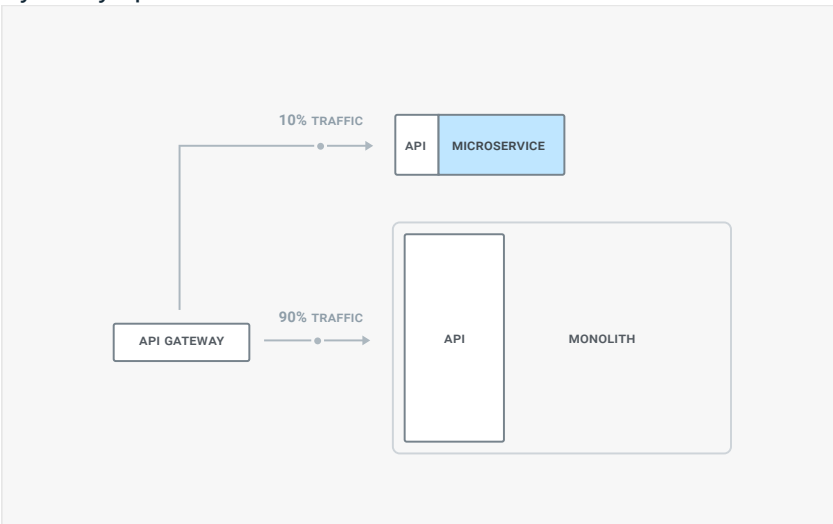 10% TRAFFIC
API
MICROSERVICE
90% TRAFFIC
API GATEWAY
API
MONOLITH